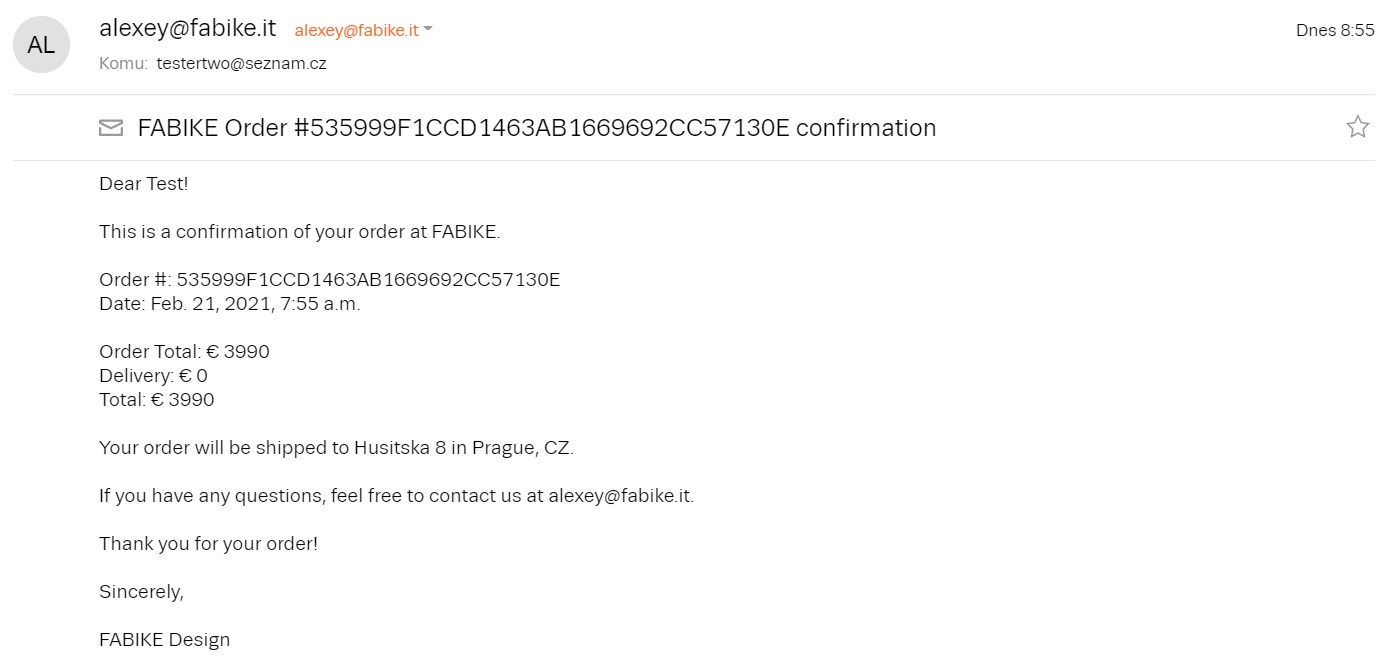 AL
alexey@fabike.it alexey@fabike.it
Dnes 8:55
Komu: testertwo@seznam.cz
FABIKE Order #535999F1CCD1463AB1669692CC57130E confirmation
Dear Test!
This is a confirmation of your order at FABIKE.
Order #: 535999F1CCD1463AB1669692CC57130E
Date: Feb. 21, 2021, 7:55 a.m.
Order Total: € 3990
Delivery: € 0
Total: € 3990
Your order will be shipped to Husitska 8 in Prague, CZ.
If you have any questions, feel free to contact us at alexey@fabike.it.
Thank you for your order!
Sincerely,
FABIKE Design